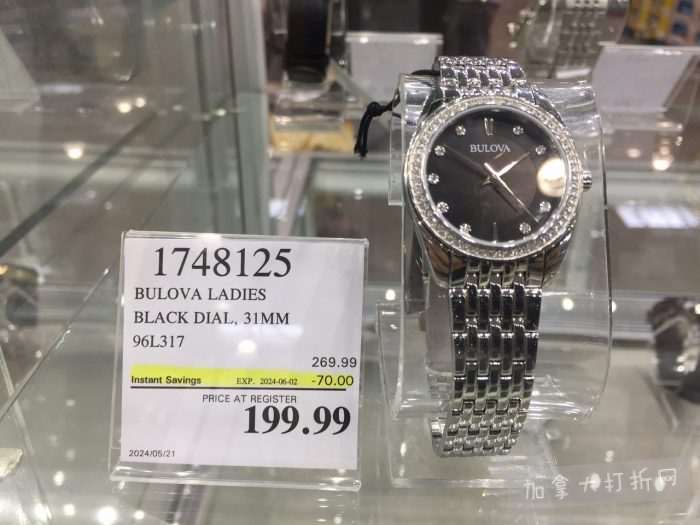 BULOVA
1748125
BULOVA LADIES
BLACK DIAL, 31MM
96L317
269.99
Instant Savings EXP. 2024-06-02 -70.00
PRICE AT REGISTER
199.99
2024/05/21
加拿大打折网